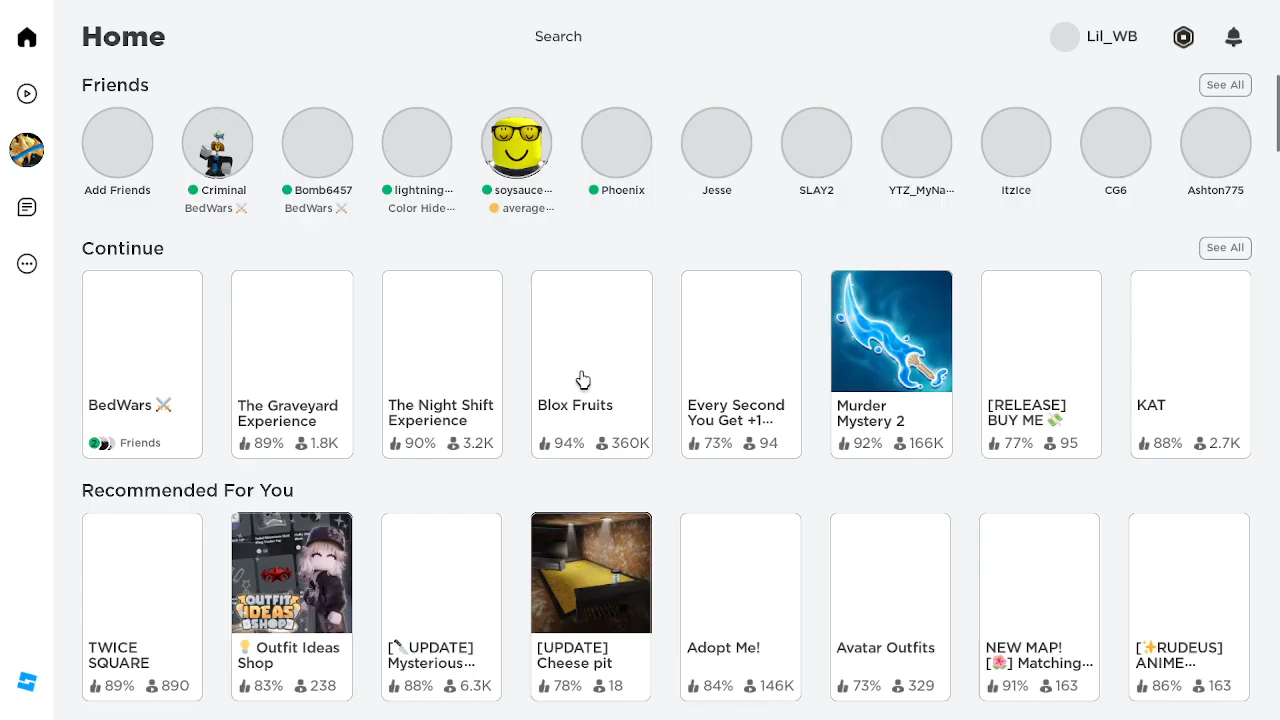 Home
Search
Lil_WB
Friends
See All
Add Friends
Criminal
BedWars ⚔️
Bomb6457
BedWars ⚔️
lightning...
Color Hide...
soysauce...
average...
Phoenix
Jesse
SLAY2
YTZ_MyNa...
ItzIce
CG6
Ashton775
Continue
See All
BedWars ⚔️
2 Friends
The Graveyard
Experience
89% 1.8K
The Night Shift
Experience
90% 3.2K
Blox Fruits
94% 360K
Every Second
You Get +1...
73% 94
Murder
Mystery 2
92% 166K
[RELEASE]
BUY ME 💸
77% 95
KAT
88% 2.7K
Recommended For You
TWICE
SQUARE
89% 890
OUTFIT
IDEAS
SHOP
💡 Outfit Ideas
Shop
83% 238
[🔪UPDATE]
Mysterious...
88% 6.3K
[UPDATE]
Cheese pit
78% 18
Adopt Me!
84% 146K
Avatar Outfits
73% 329
NEW MAP!
[🌺] Matching...
91% 163
[✨RUDEUS]
ANIME...
86% 163